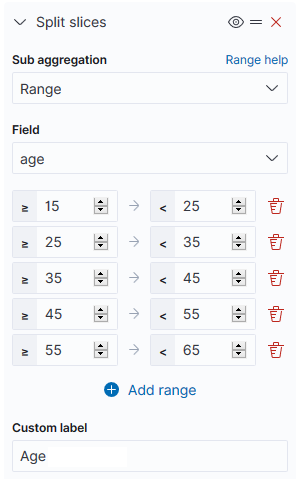 Split slices
Sub aggregation Range help
Range
Field
age
≥ 15 → < 25
≥ 25 → < 35
≥ 35 → < 45
≥ 45 → < 55
≥ 55 → < 65
Add range
Custom label
Age